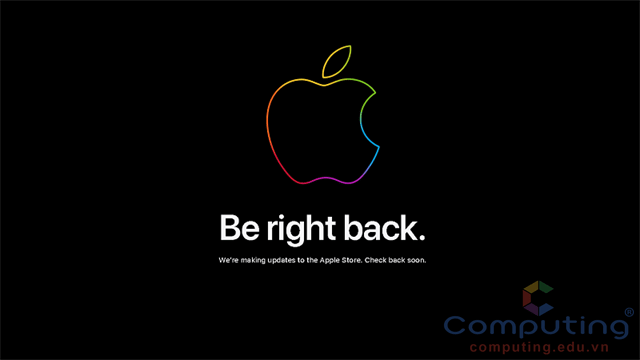 Be right back.
We're making updates to the Apple Store. Check back soon.
Computing®
computing.edu.vn